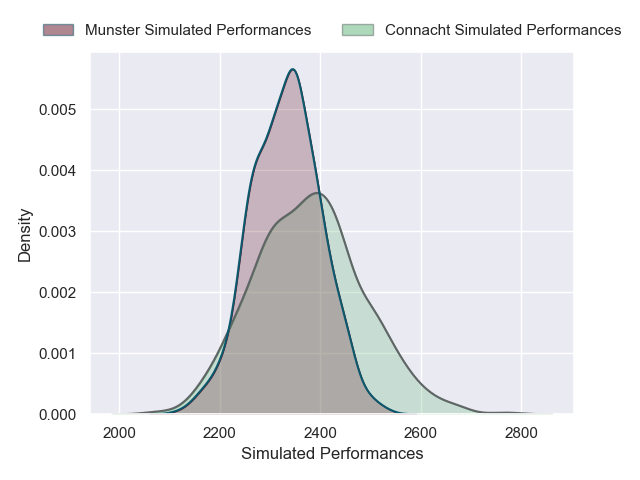 Munster Simulated Performances
Connacht Simulated Performances
0.005
0.004
0.003
0.002
0.001
0.000
Density
2000
2200
2400
2600
2800
Simulated Performances